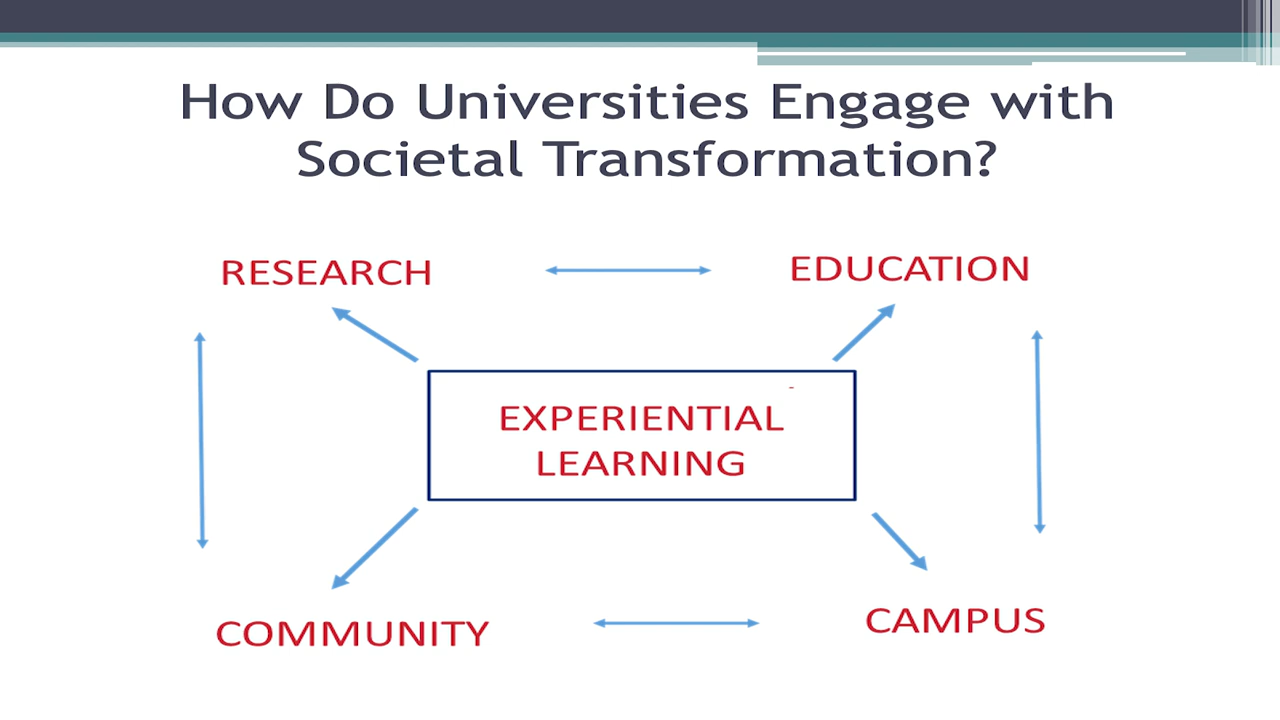 How Do Universities Engage with
Societal Transformation?
RESEARCH
EDUCATION
EXPERIENTIAL
LEARNING
COMMUNITY
CAMPUS